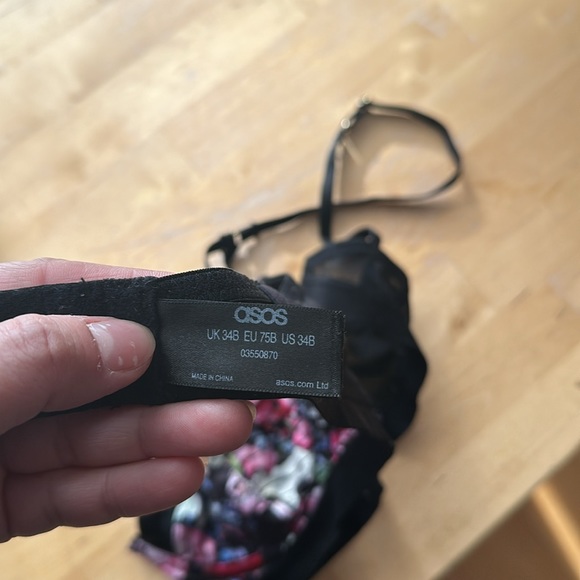 asos
UK 34B EU 75B US 34B
03550870
MADE IN CHINA
asos.com Ltd